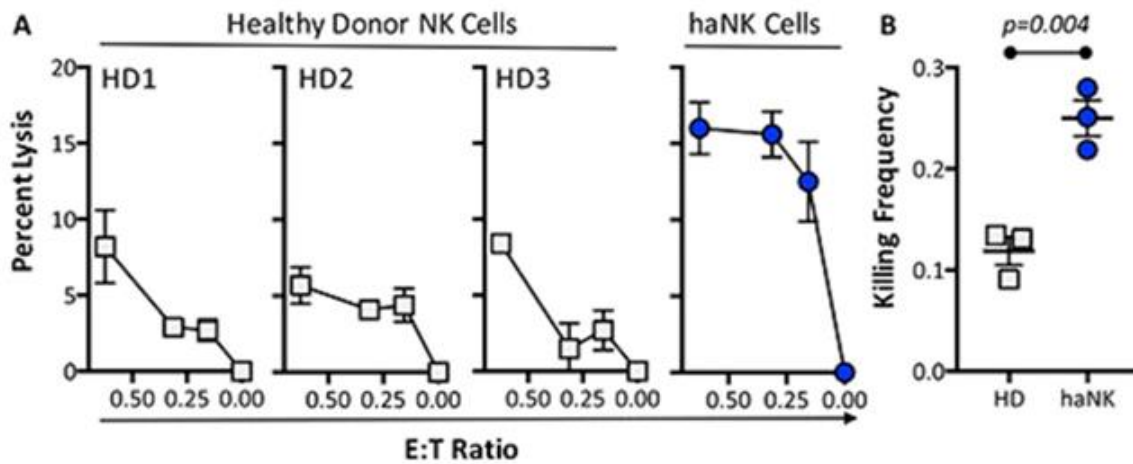 A
Healthy Donor NK Cells
haNK Cells
B
p=0.004
HD1
HD2
HD3
Percent Lysis
20
15
10
5
0
0.50 0.25 0.00
0.50 0.25 0.00
0.50 0.25 0.00
0.50 0.25 0.00
E:T Ratio
Killing Frequency
0.3
0.2
0.1
0.0
HD haNK